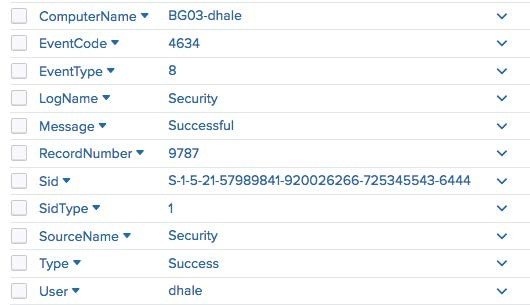 ComputerName BG03-dhale
EventCode 4634
EventType 8
LogName Security
Message Successful
RecordNumber 9787
Sid S-1-5-21-57989841-920026266-725345543-6444
SidType 1
SourceName Security
Type Success
User dhale